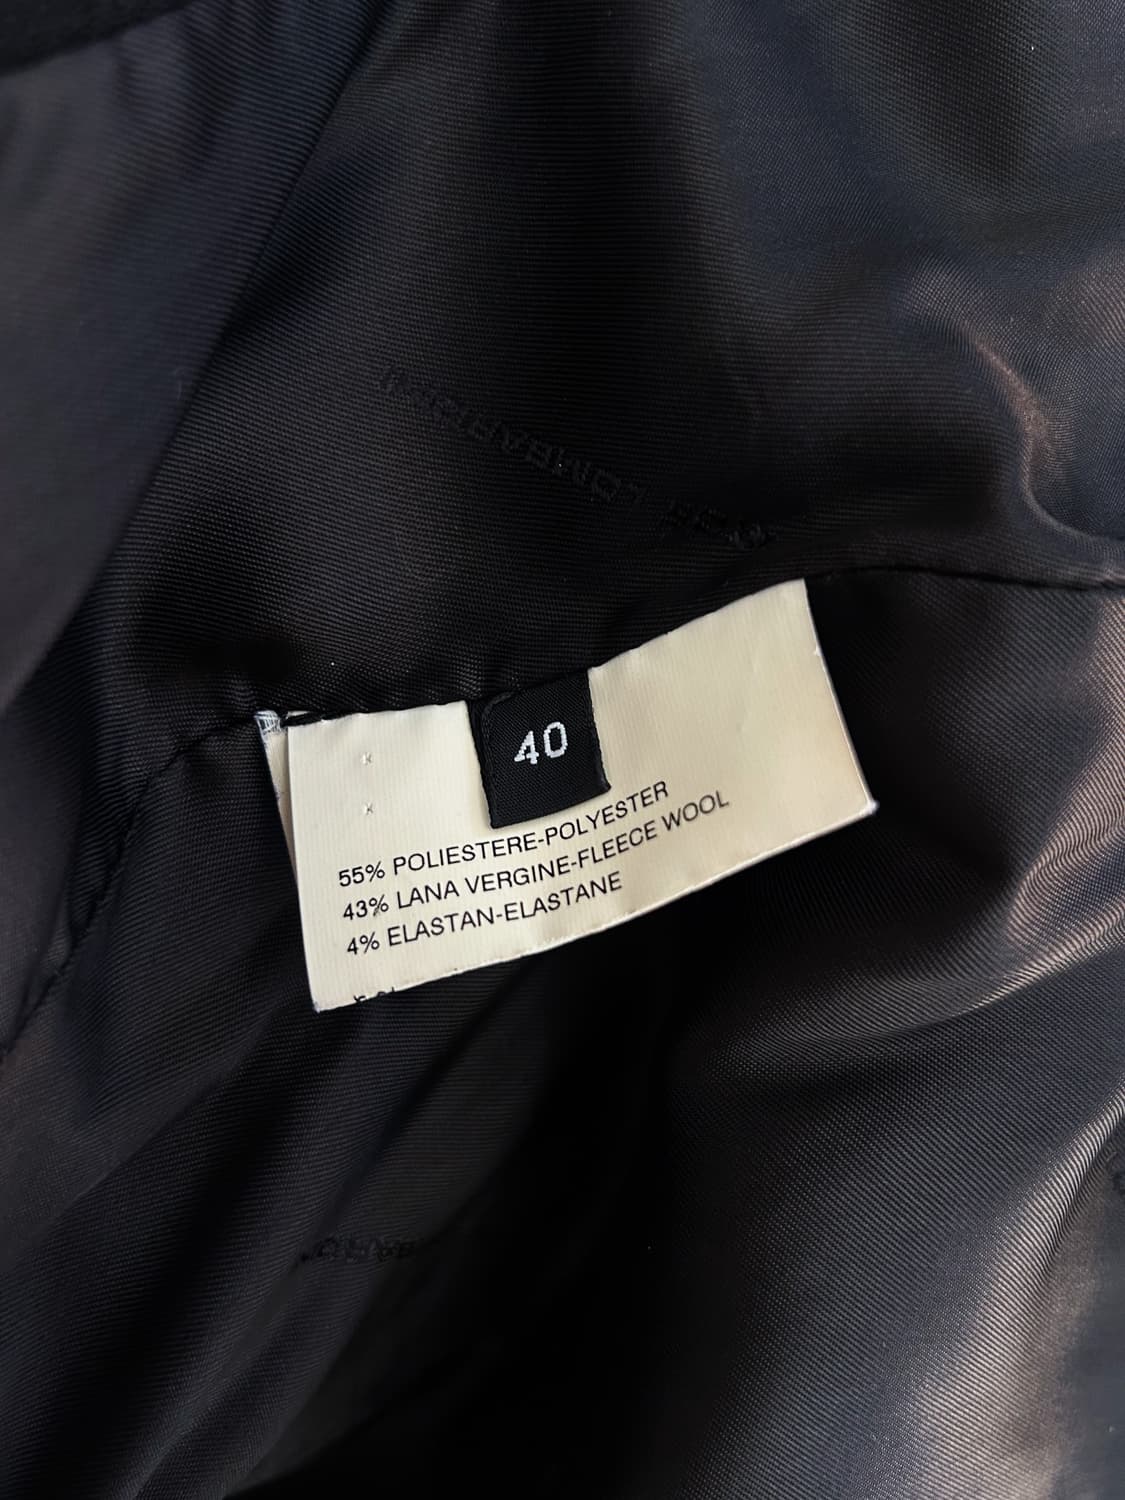 40
55% POLIESTERE-POLYESTER
43% LANA VERGINE-FLEECE WOOL
4% ELASTAN-ELASTANE